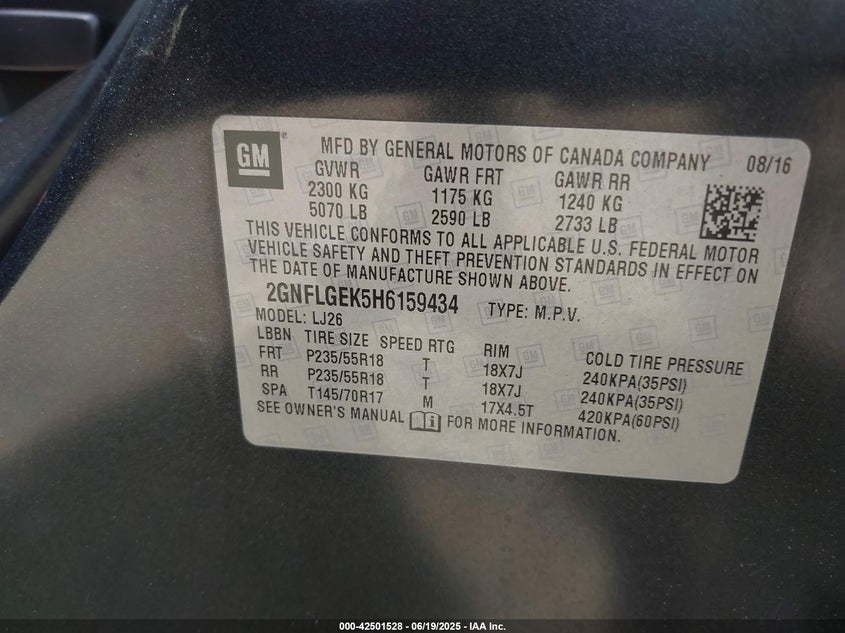 GM ®
MFD BY GENERAL MOTORS OF CANADA COMPANY 08/16
GVWR GAWR FRT GAWR RR
2300 KG 1175 KG 1240 KG
5070 LB 2590 LB 2733 LB
THIS VEHICLE CONFORMS TO ALL APPLICABLE U.S. FEDERAL MOTOR
VEHICLE SAFETY AND THEFT PREVENTION STANDARDS IN EFFECT ON
THE DATE OF MANUFACTURE SHOWN ABOVE.
2GNFLGEK5H6159434 TYPE: M.P.V.
MODEL: LJ26
LBBN TIRE SIZE SPEED RTG RIM COLD TIRE PRESSURE
FRT P235/55R18 T 18X7J 240KPA(35PSI)
RR P235/55R18 T 18X7J 240KPA(35PSI)
SPA T145/70R17 M 17X4.5T 420KPA(60PSI)
SEE OWNER'S MANUAL FOR MORE INFORMATION.
000-42501528 - 06/19/2025 - IAA Inc.